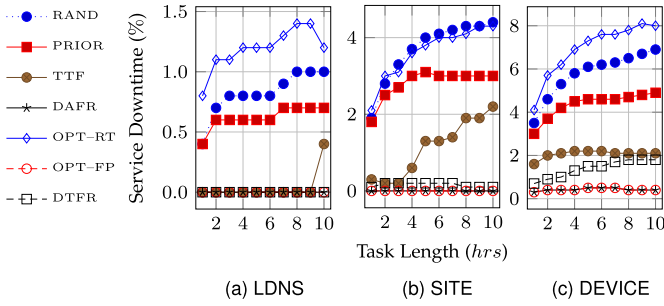 RAND
PRIOR
TTF
DAFR
OPT–RT
OPT–FP
DTFR
Service Downtime (%)
1.5
1.0
0.5
0.0
2 4 6 8 10
4
2
0
2 4 6 8 10
8
6
4
2
0
2 4 6 8 10
Task Length (hrs)
(a) LDNS
(b) SITE
(c) DEVICE